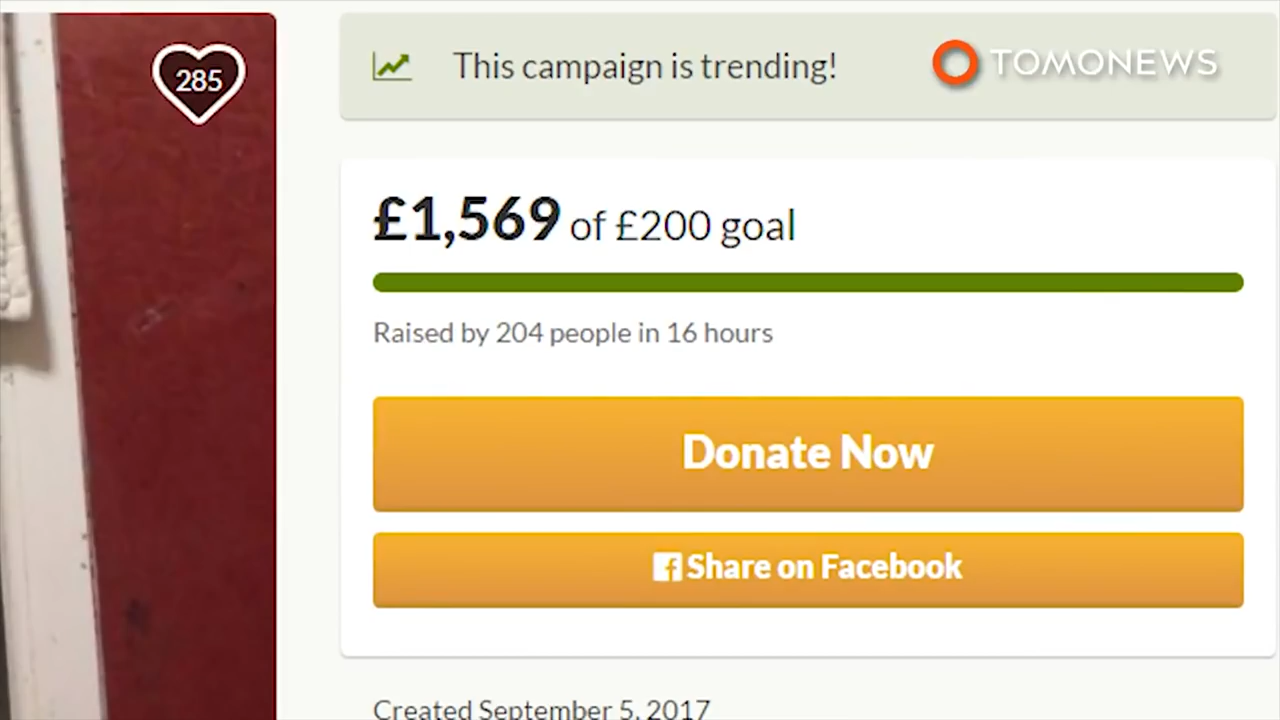 285
This campaign is trending!
TOMONEWS
£1,569 of £200 goal
Raised by 204 people in 16 hours
Donate Now
Share on Facebook
Created September 5, 2017